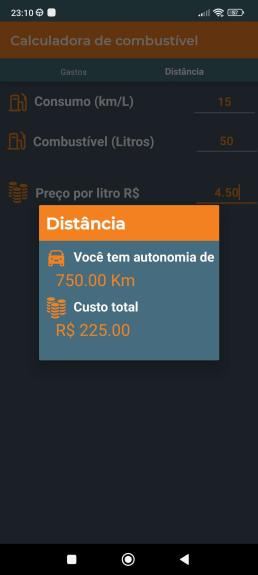 23:10
Calculadora de combustível
Gastos Distância
Consumo (km/L) 15
Combustível (Litros) 50
Preço por litro R$ 4.50
Distância
Você tem autonomia de
750.00 Km
Custo total
R$ 225.00